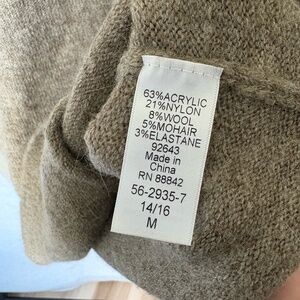 63%ACRYLIC
21%NYLON
8%WOOL
5%MOHAIR
3%ELASTANE
92643
Made in
China
RN 88842
56-2935-7
14/16
M